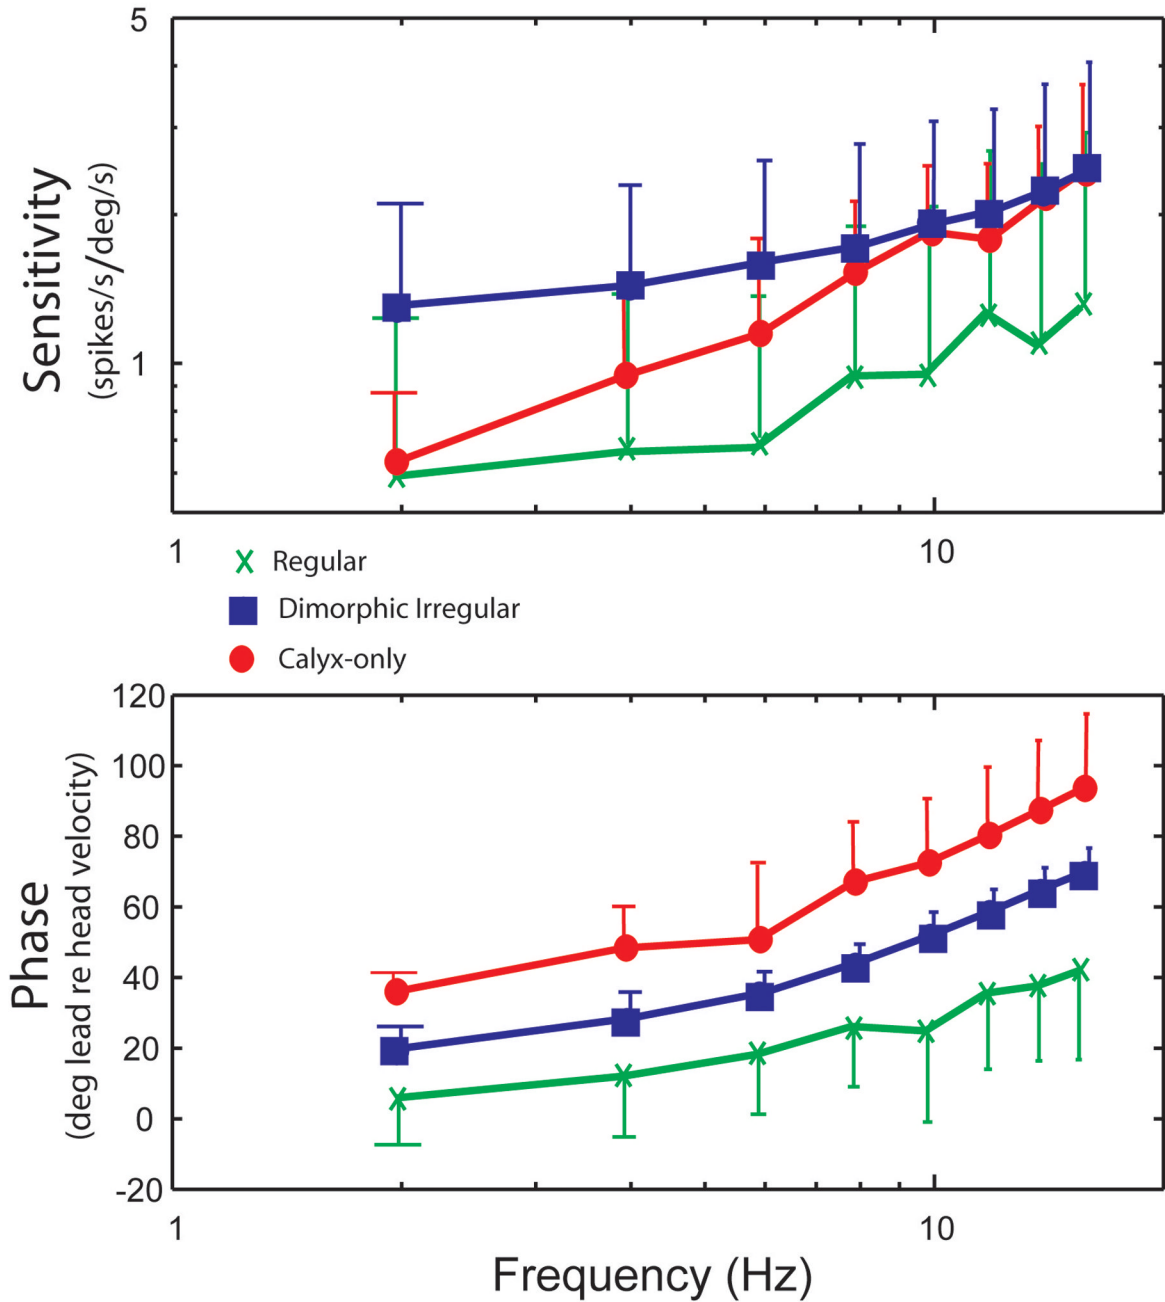 5
1
Sensitivity
(spikes/s/deg/s)
1
10
Regular
Dimorphic Irregular
Calyx-only
120
100
80
60
40
20
0
-20
Phase
(deg lead re head velocity)
1
10
Frequency (Hz)